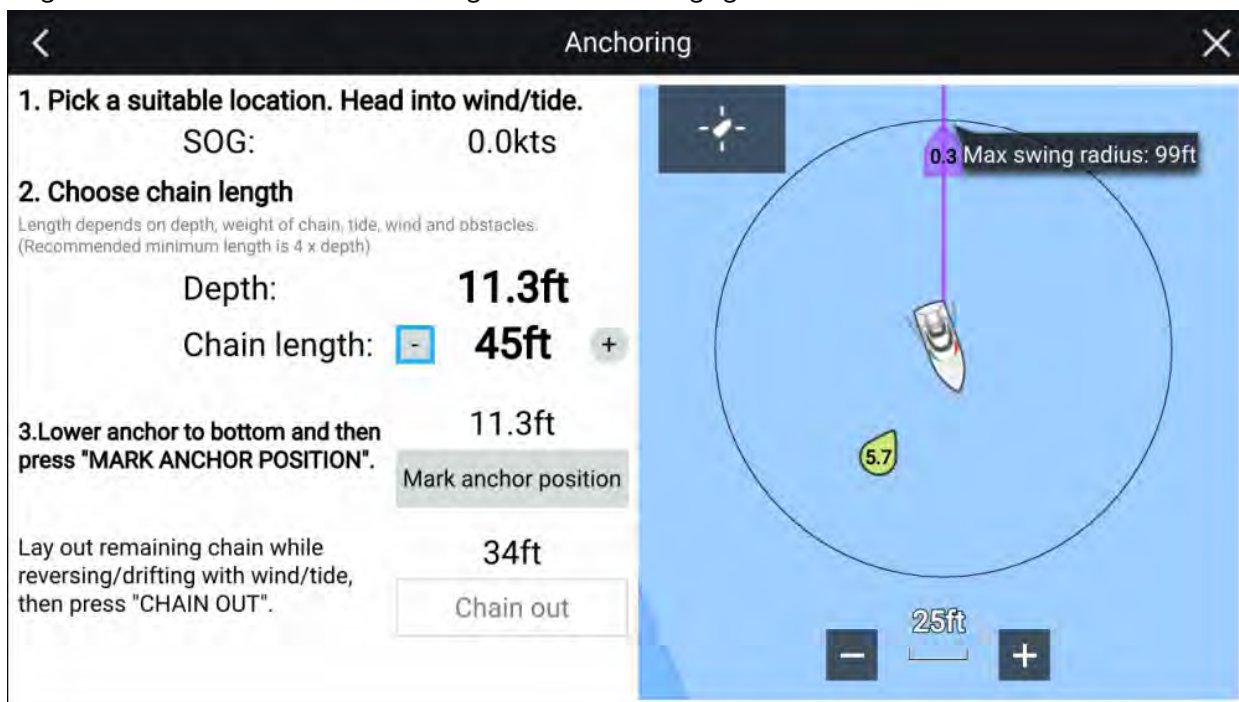 Anchoring
1. Pick a suitable location. Head into wind/tide.
SOG: 0.0kts
2. Choose chain length
Length depends on depth, weight of chain, tide, wind and obstacles.
(Recommended minimum length is 4 x depth)
Depth: 11.3ft
Chain length: - 45ft +
3.Lower anchor to bottom and then
press "MARK ANCHOR POSITION".
11.3ft
Mark anchor position
Lay out remaining chain while
reversing/drifting with wind/tide,
then press "CHAIN OUT".
34ft
Chain out
0.3 Max swing radius: 99ft
5.7
25ft
- +